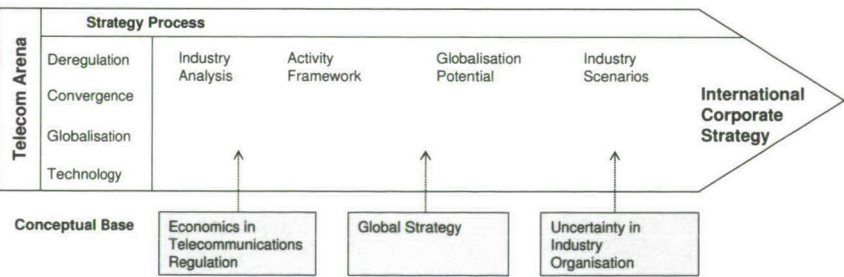 Strategy Process
Telecom Arena
Deregulation
Convergence
Globalisation
Technology
Industry
Analysis
Activity
Framework
Globalisation
Potential
Industry
Scenarios
International
Corporate
Strategy
Conceptual Base
Economics in
Telecommunications
Regulation
Global Strategy
Uncertainty in
Industry
Organisation